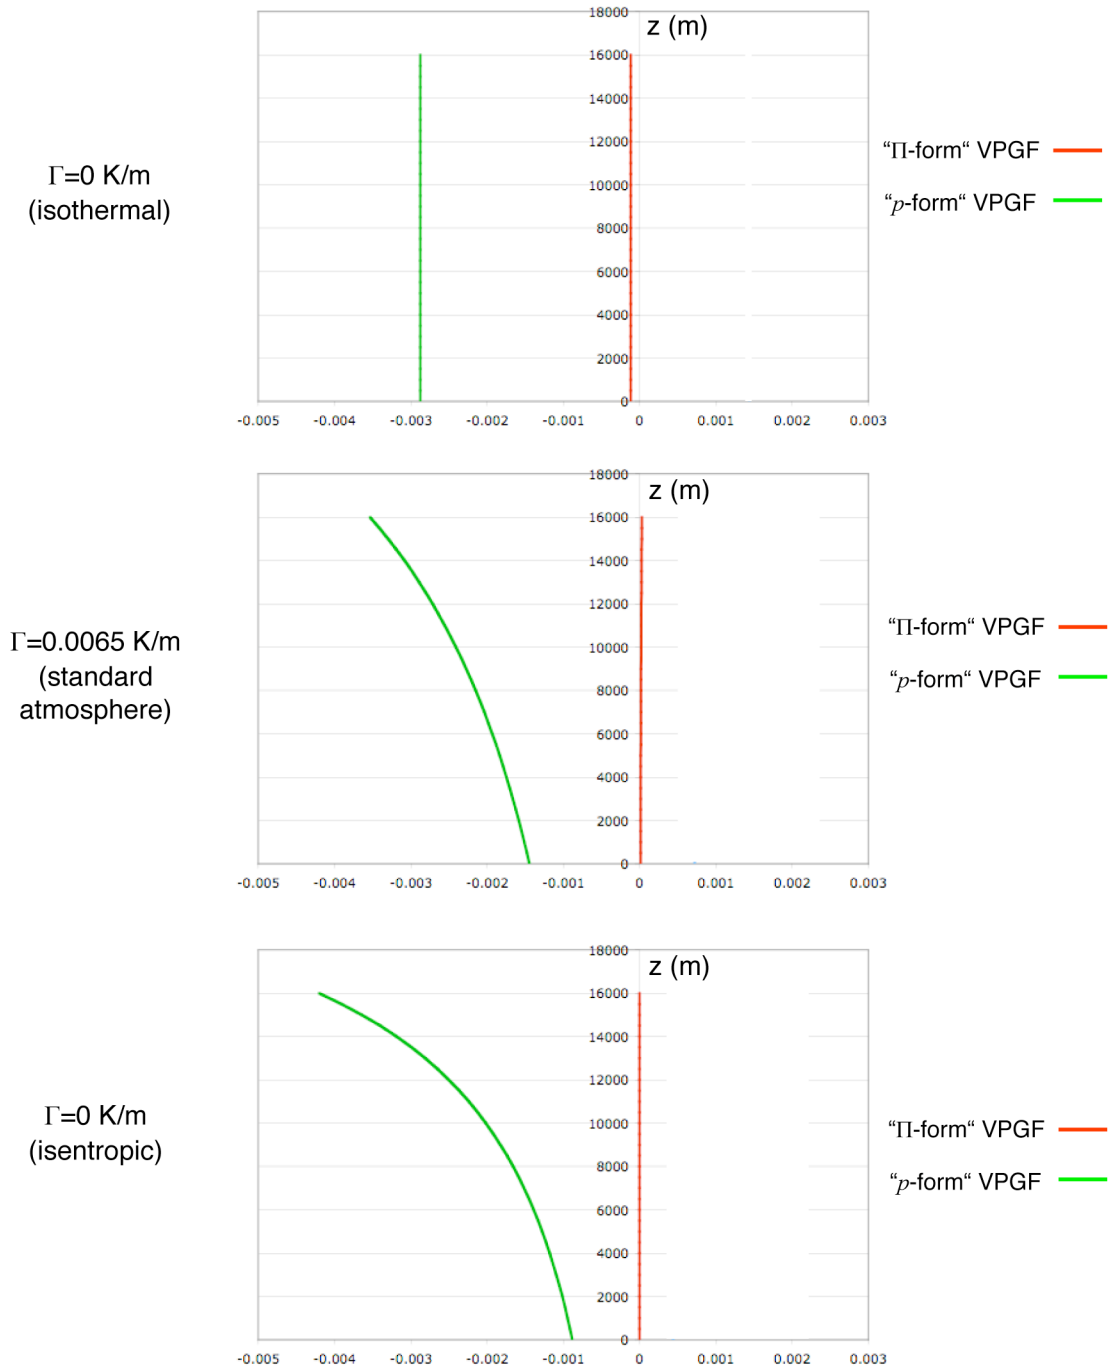 18000
z (m)
16000
14000
12000
10000
8000
6000
4000
2000
0
-0.005 -0.004 -0.003 -0.002 -0.001 0 0.001 0.002 0.003
Γ=0 K/m
(isothermal)
“Π-form“ VPGF
“p-form“ VPGF
18000
z (m)
16000
14000
12000
10000
8000
6000
4000
2000
0
-0.005 -0.004 -0.003 -0.002 -0.001 0 0.001 0.002 0.003
Γ=0.0065 K/m
(standard
atmosphere)
“Π-form“ VPGF
“p-form“ VPGF
18000
z (m)
16000
14000
12000
10000
8000
6000
4000
2000
0
-0.005 -0.004 -0.003 -0.002 -0.001 0 0.001 0.002 0.003
Γ=0 K/m
(isentropic)
“Π-form“ VPGF
“p-form“ VPGF